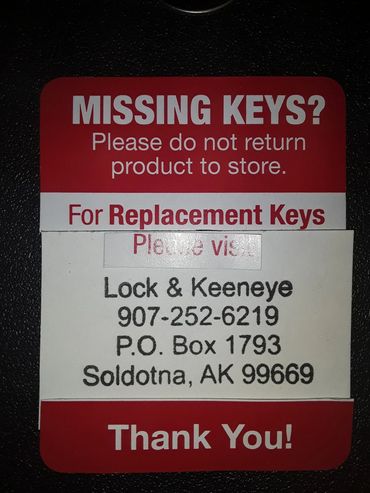 MISSING KEYS?
Please do not return
product to store.
For Replacement Keys
Please visit
Lock & Keeneye
907-252-6219
P.O. Box 1793
Soldotna, AK 99669
Thank You!